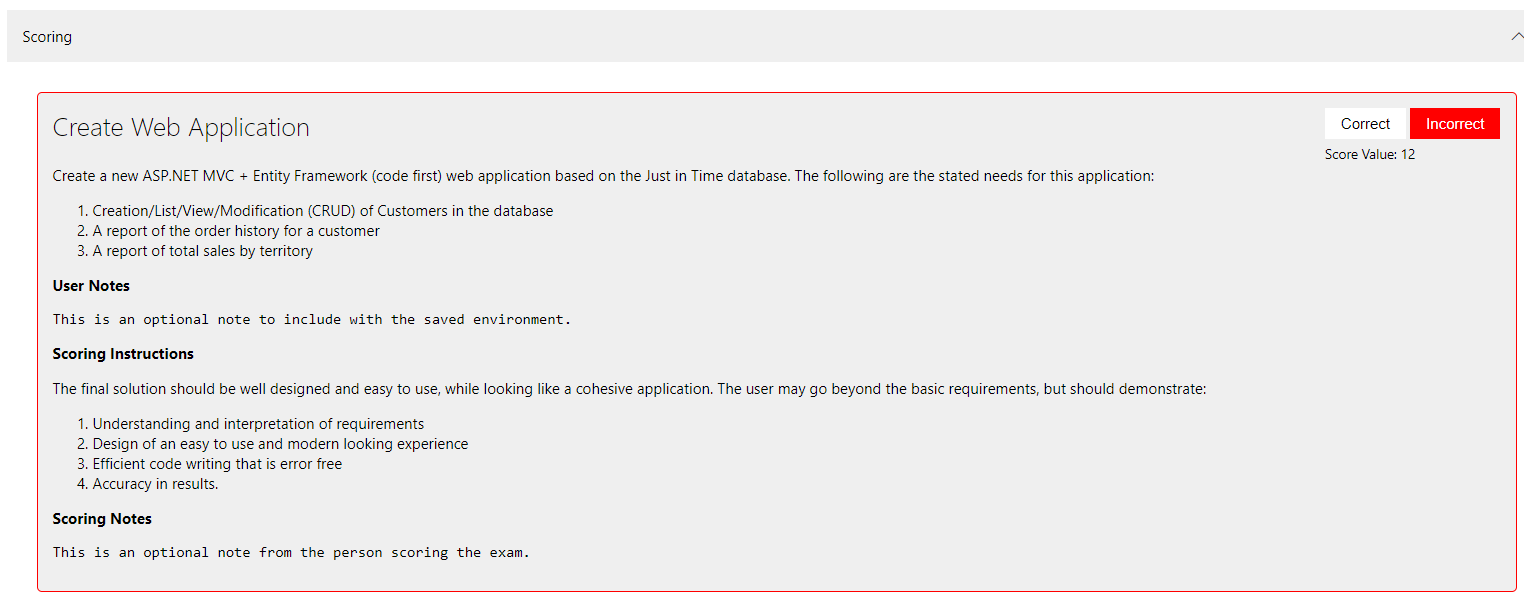 Scoring
Create Web Application
Correct
Incorrect
Score Value: 12
Create a new ASP.NET MVC + Entity Framework (code first) web application based on the Just in Time database. The following are the stated needs for this application:
1. Creation/List/View/Modification (CRUD) of Customers in the database
2. A report of the order history for a customer
3. A report of total sales by territory
User Notes
This is an optional note to include with the saved environment.
Scoring Instructions
The final solution should be well designed and easy to use, while looking like a cohesive application. The user may go beyond the basic requirements, but should demonstrate:
1. Understanding and interpretation of requirements
2. Design of an easy to use and modern looking experience
3. Efficient code writing that is error free
4. Accuracy in results.
Scoring Notes
This is an optional note from the person scoring the exam.